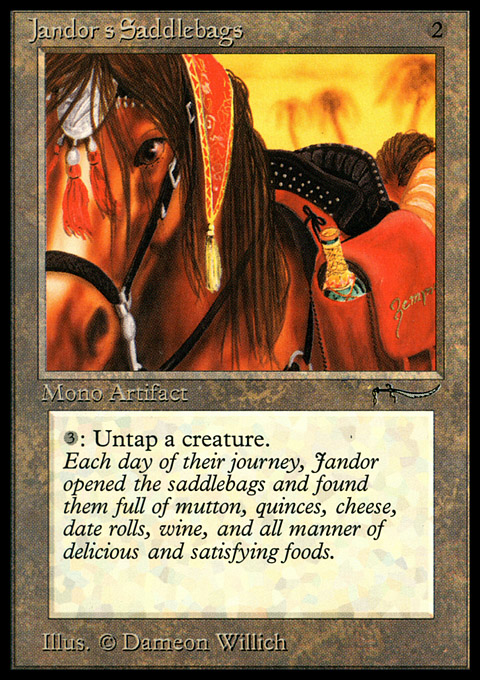 Jandor's Saddlebags 2
Zemp
Mono Artifact
3: Untap a creature.
Each day of their journey, Jandor
opened the saddlebags and found
them full of mutton, quinces, cheese,
date rolls, wine, and all manner of
delicious and satisfying foods.
Illus. © Dameon Willich